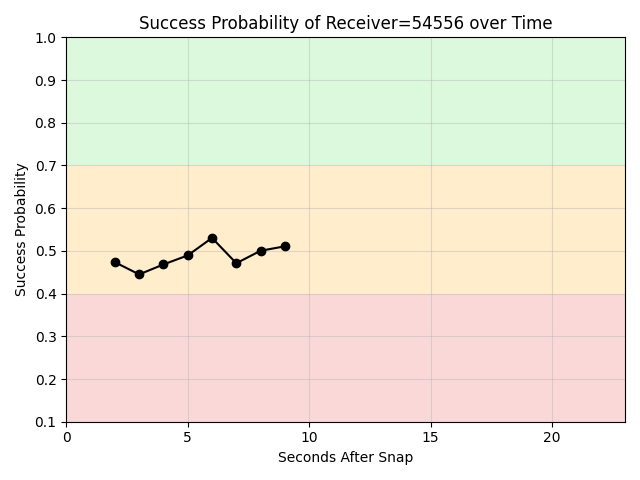 Success Probability of Receiver=54556 over Time
1.0
0.9
0.8
0.7
0.6
0.5
0.4
0.3
0.2
0.1
Success Probability
0 5 10 15 20
Seconds After Snap